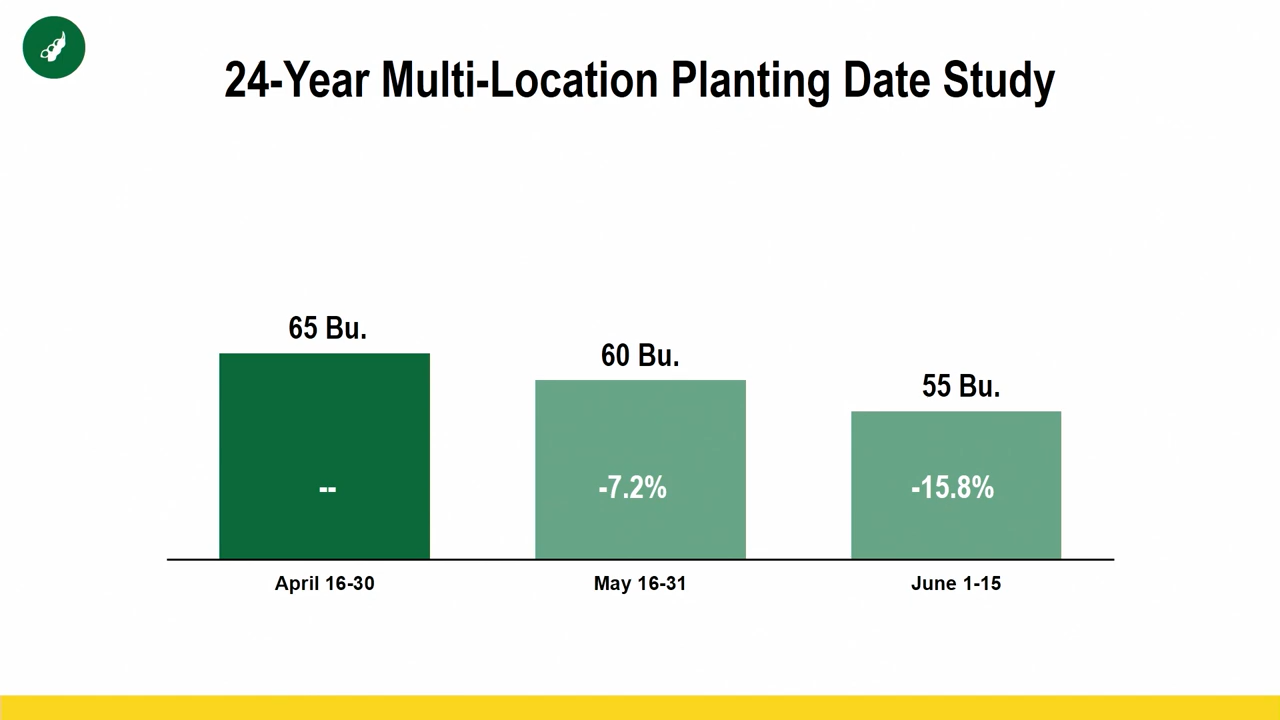 24-Year Multi-Location Planting Date Study
65 Bu.
60 Bu.
55 Bu.
--
-7.2%
-15.8%
April 16-30
May 16-31
June 1-15